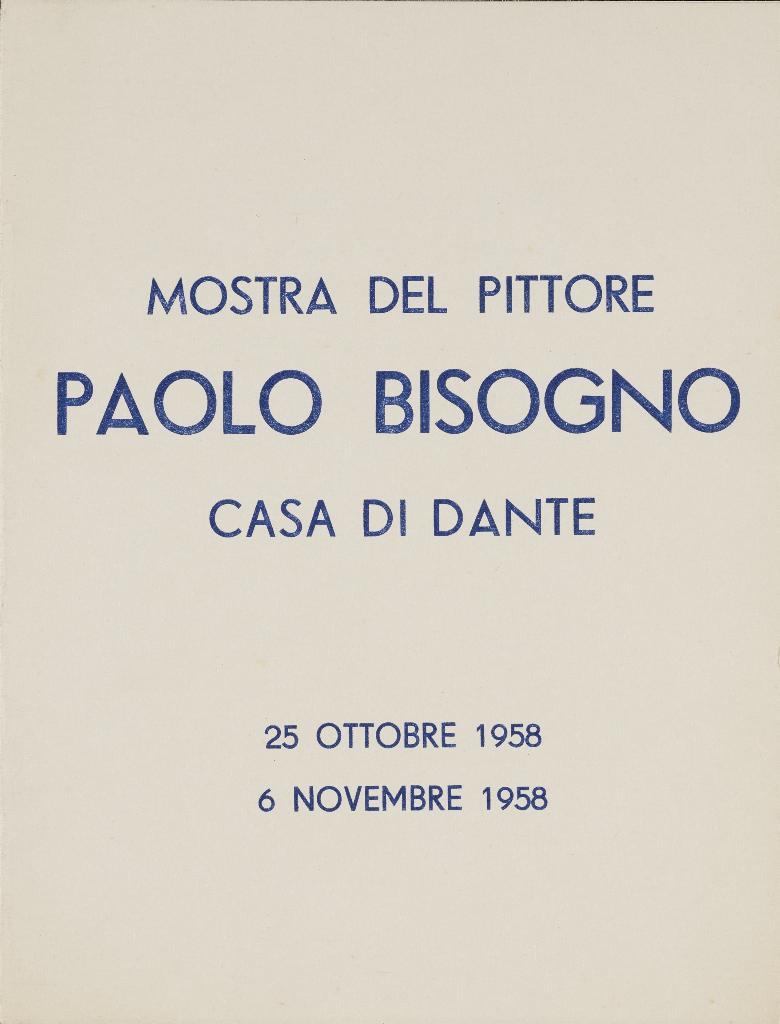 MOSTRA DEL PITTORE
PAOLO BISOGNO
CASA DI DANTE
25 OTTOBRE 1958
6 NOVEMBRE 1958